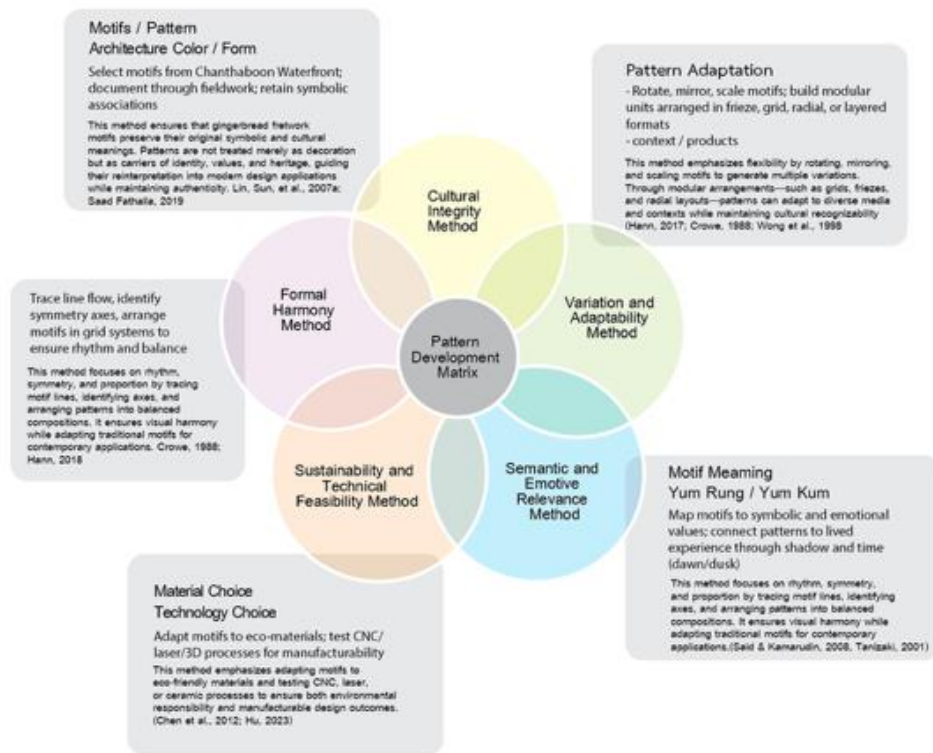 Motifs / Pattern
Architecture Color / Form
Select motifs from Chanthaboon Waterfront;
document through fieldwork; retain symbolic
associations
This method ensures that gingerbread fretwork
motifs preserve their original symbolic and cultural
meanings. Patterns are not treated merely as decoration
but as carriers of identity, values, and heritage, guiding
their reinterpretation into modern design applications
while maintaining authenticity. Lin, Sun, et al., 2007a;
Saad Fathalla, 2019
Pattern Adaptation
- Rotate, mirror, scale motifs; build modular
units arranged in frieze, grid, radial, or layered
formats
- context / products
This method emphasizes flexibility by rotating, mirroring,
and scaling motifs to generate multiple variations.
Through modular arrangements—such as grids, friezes,
and radial layouts—patterns can adapt to diverse media
and contexts while maintaining cultural recognizability
(Hann, 2017; Crowe, 1988; Wong et al., 1998
Cultural
Integrity
Method
Formal
Harmony
Method
Variation and
Adaptability
Method
Pattern
Development
Matrix
Sustainability and
Technical
Feasibility Method
Semantic and
Emotive
Relevance
Method
Trace line flow, identify
symmetry axes, arrange
motifs in grid systems to
ensure rhythm and balance
This method focuses on rhythm,
symmetry, and proportion by tracing
motif lines, identifying axes, and
arranging patterns into balanced
compositions. It ensures visual harmony
while adapting traditional motifs for
contemporary applications. Crowe, 1988;
Hann, 2018
Motif Meaming
Yum Rung / Yum Kum
Map motifs to symbolic and emotional
values; connect patterns to lived
experience through shadow and time
(dawn/dusk)
This method focuses on rhythm, symmetry,
and proportion by tracing motif lines, identifying
axes, and arranging patterns into balanced
compositions. It ensures visual harmony while
adapting traditional motifs for contemporary
applications.(Said & Kamarudin, 2008, Tanizaki, 2001)
Material Choice
Technology Choice
Adapt motifs to eco-materials; test CNC/
laser/3D processes for manufacturability
This method emphasizes adapting motifs to
eco-friendly materials and testing CNC, laser,
or ceramic processes to ensure both environmental
responsibility and manufacturable design outcomes.
(Chen et al., 2012; Hu, 2023)